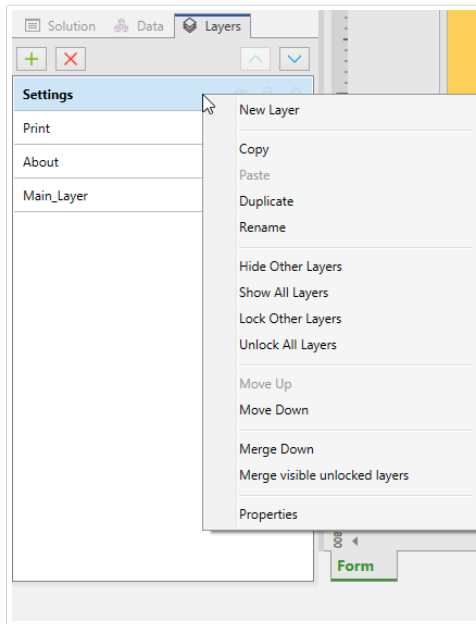 Solution Data Layers
Settings
New Layer
Print
Copy
About
Paste
Main_Layer
Duplicate
Rename
Hide Other Layers
Show All Layers
Lock Other Layers
Unlock All Layers
Move Up
Move Down
Merge Down
Merge visible unlocked layers
Properties
800
Form